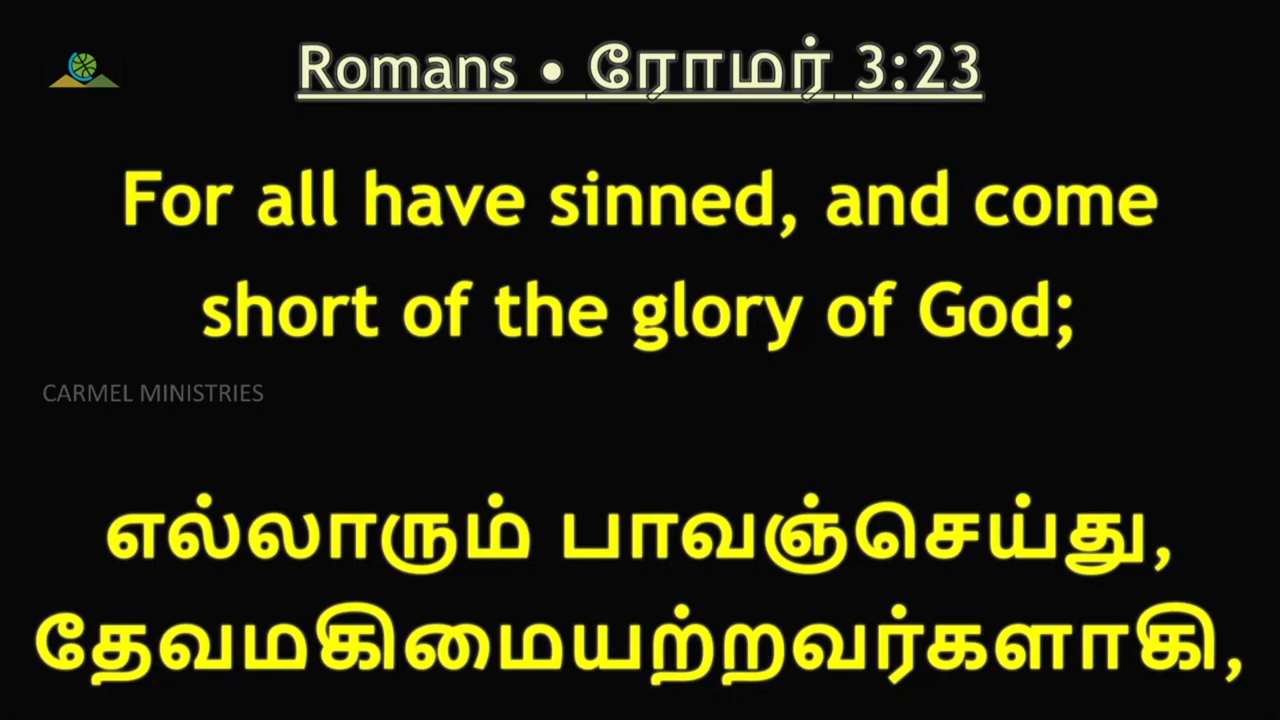 Romans • ரோமர் 3:23
For all have sinned, and come
short of the glory of God;
CARMEL MINISTRIES
எல்லாரும் பாவஞ்செய்து,
தேவமகிமையற்றவர்களாகி,